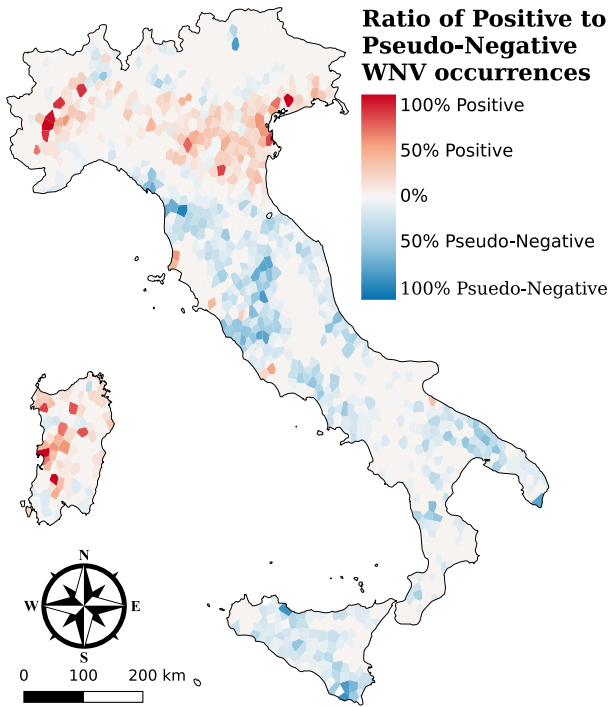 Ratio of Positive to
Pseudo-Negative
WNV occurrences
100% Positive
50% Positive
0%
50% Pseudo-Negative
100% Psuedo-Negative
N
W E
S
0 100 200 km